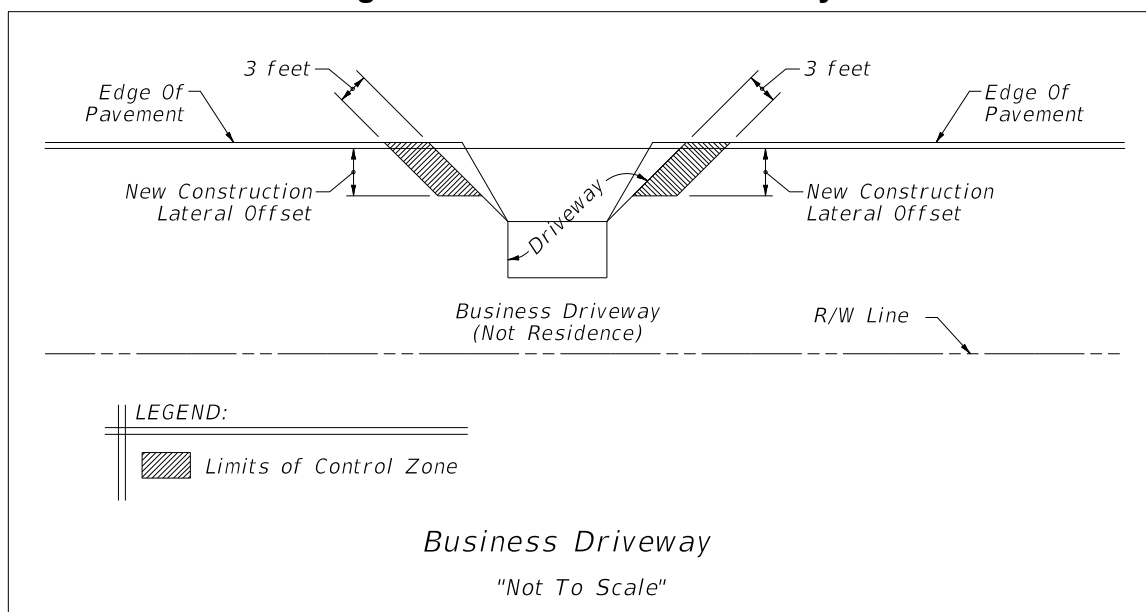 3 feet
3 feet
Edge Of
Pavement
Edge Of
Pavement
New Construction
Lateral Offset
New Construction
Lateral Offset
Driveway
Business Driveway
(Not Residence)
R/W Line
LEGEND:
Limits of Control Zone
Business Driveway
"Not To Scale"